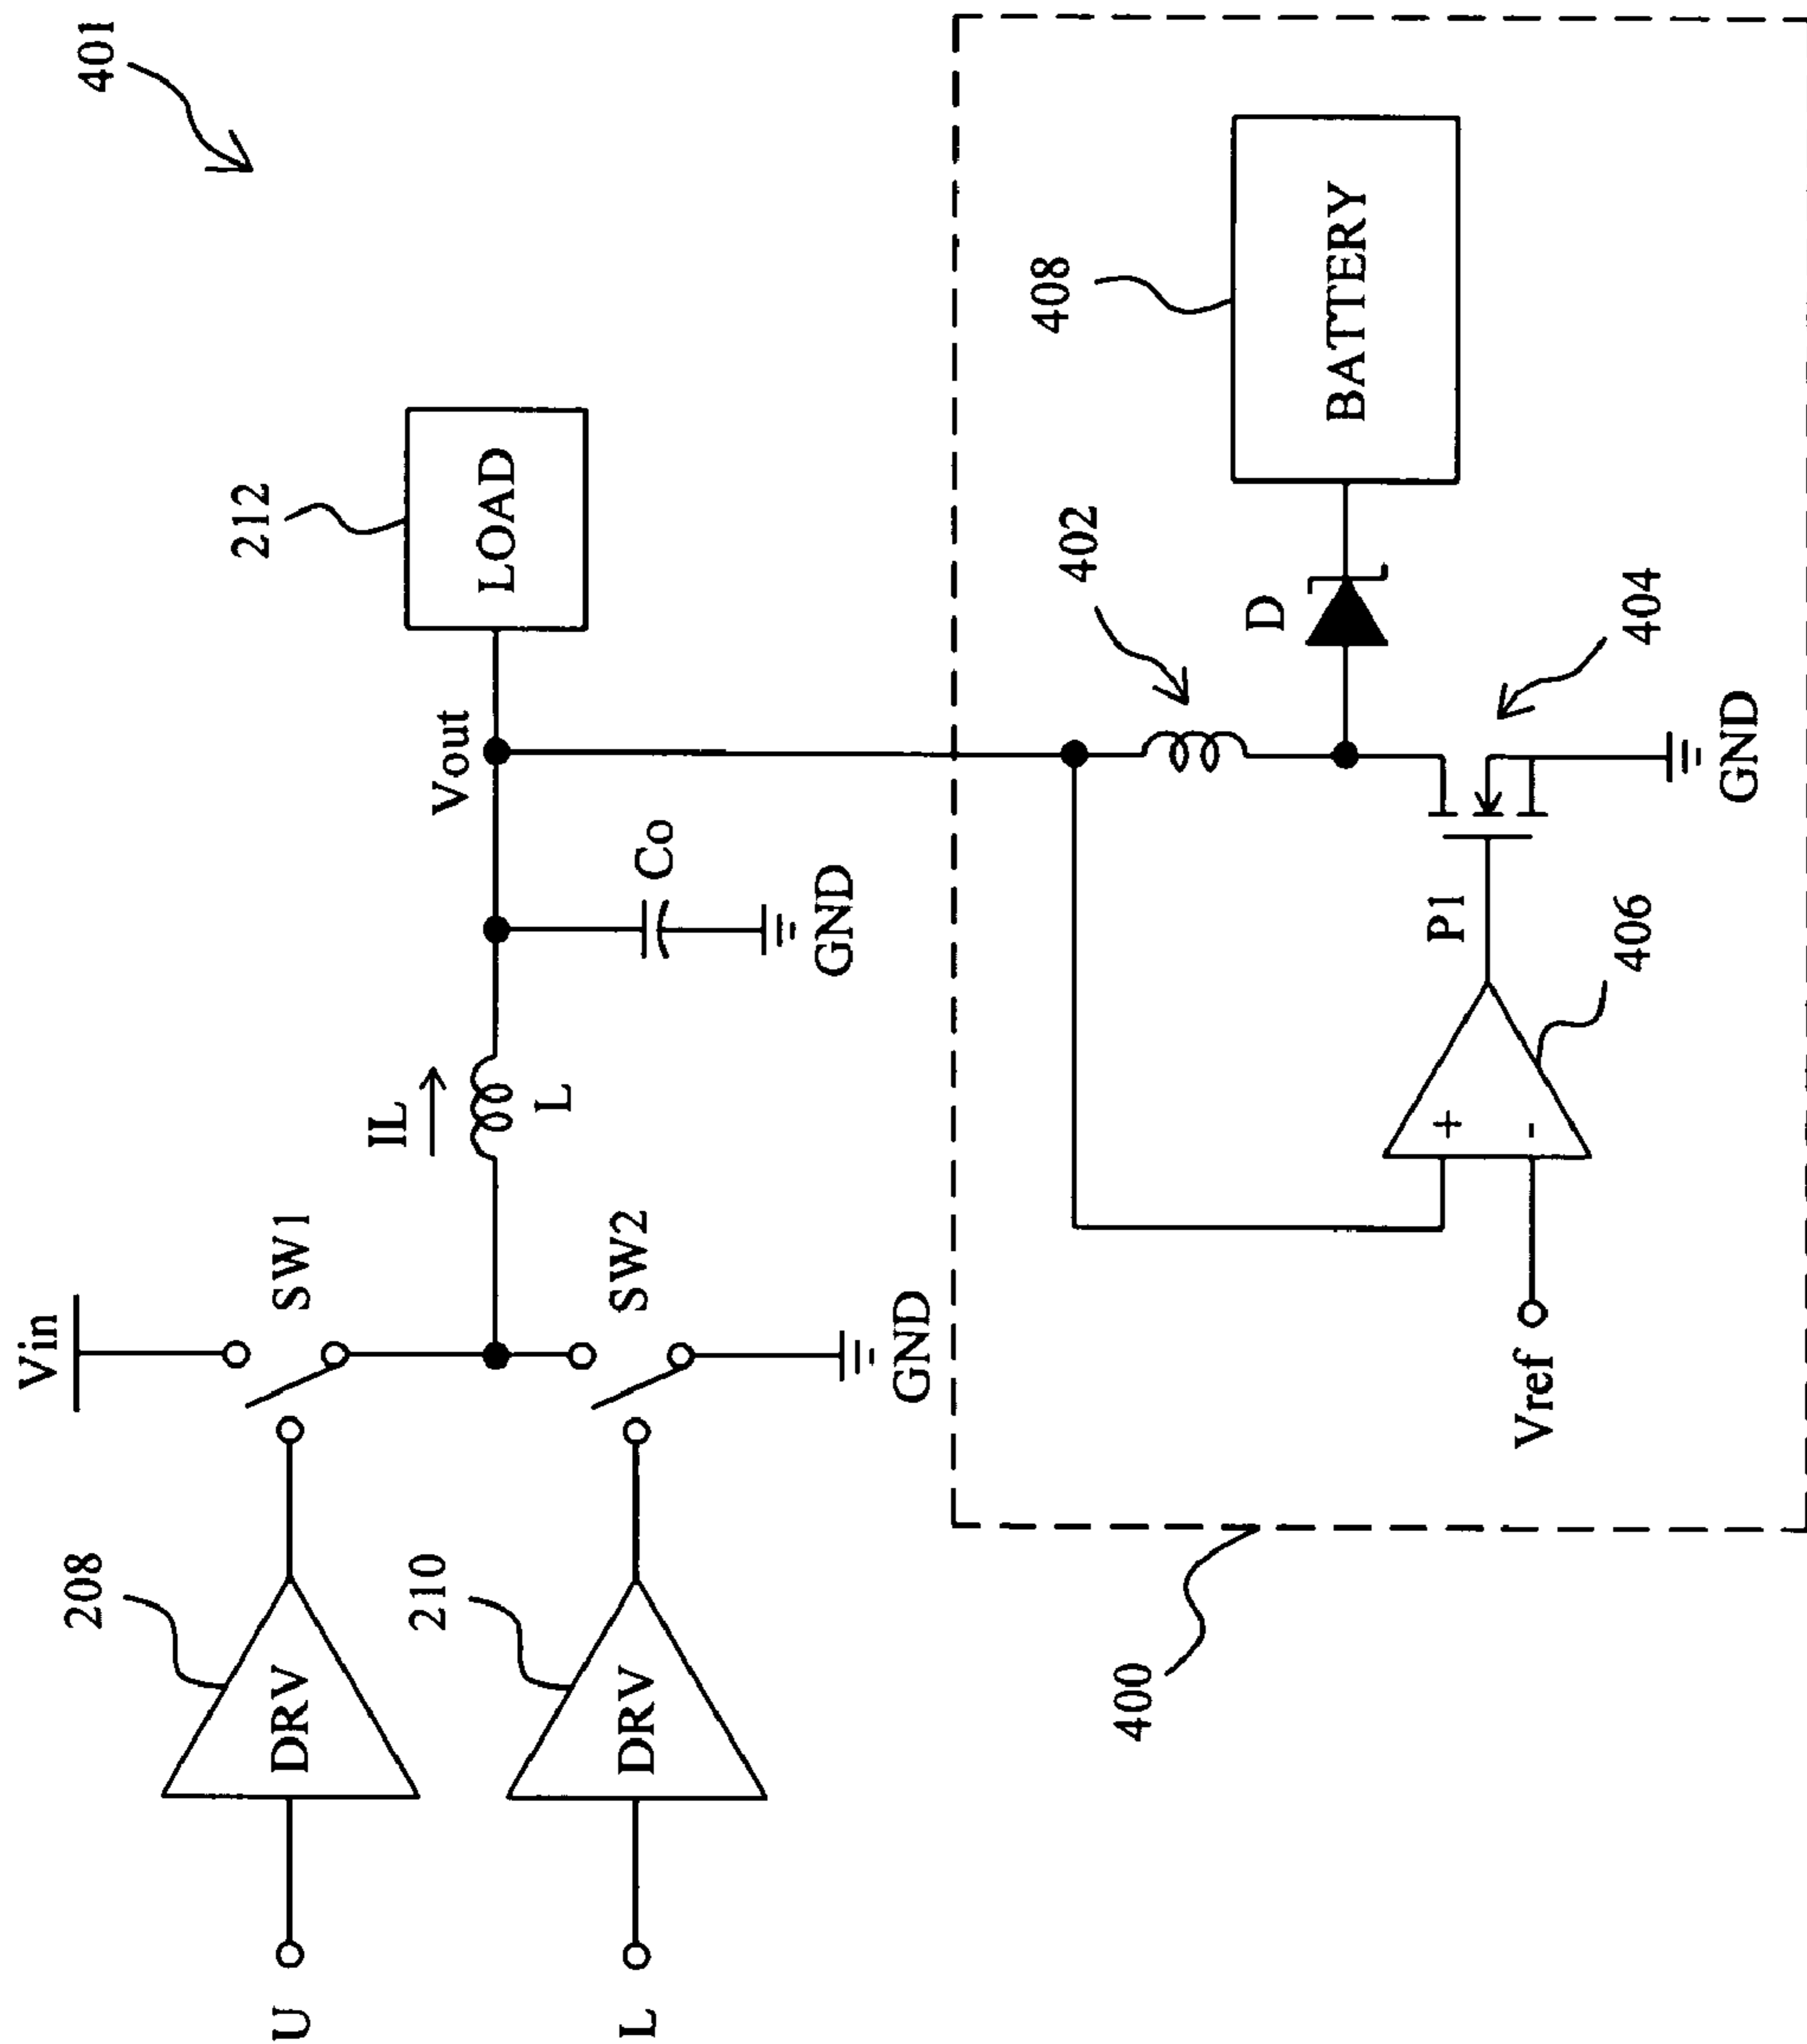 401
Vin
208
DRV
U
SW1
IL
L
Vout
212
LOAD
210
DRV
L
SW2
GND
Co
GND
400
402
408
D
BATTERY
P1
404
+
-
406
Vref
GND